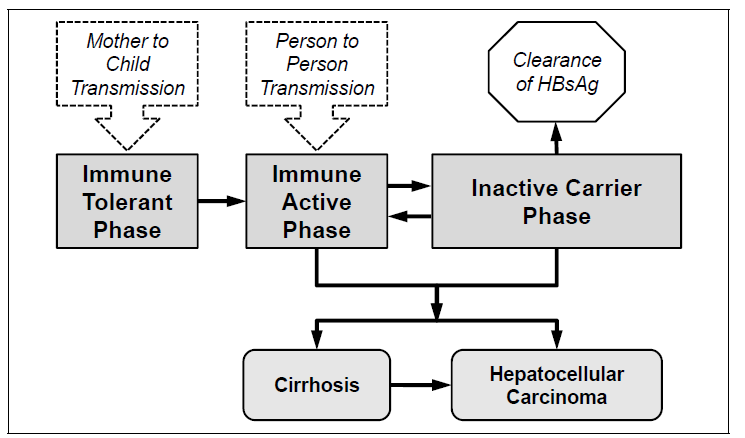 Mother to
Child
Transmission
Person to
Person
Transmission
Clearance
of HBsAg
Immune
Tolerant
Phase
Immune
Active
Phase
Inactive Carrier
Phase
Cirrhosis
Hepatocellular
Carcinoma